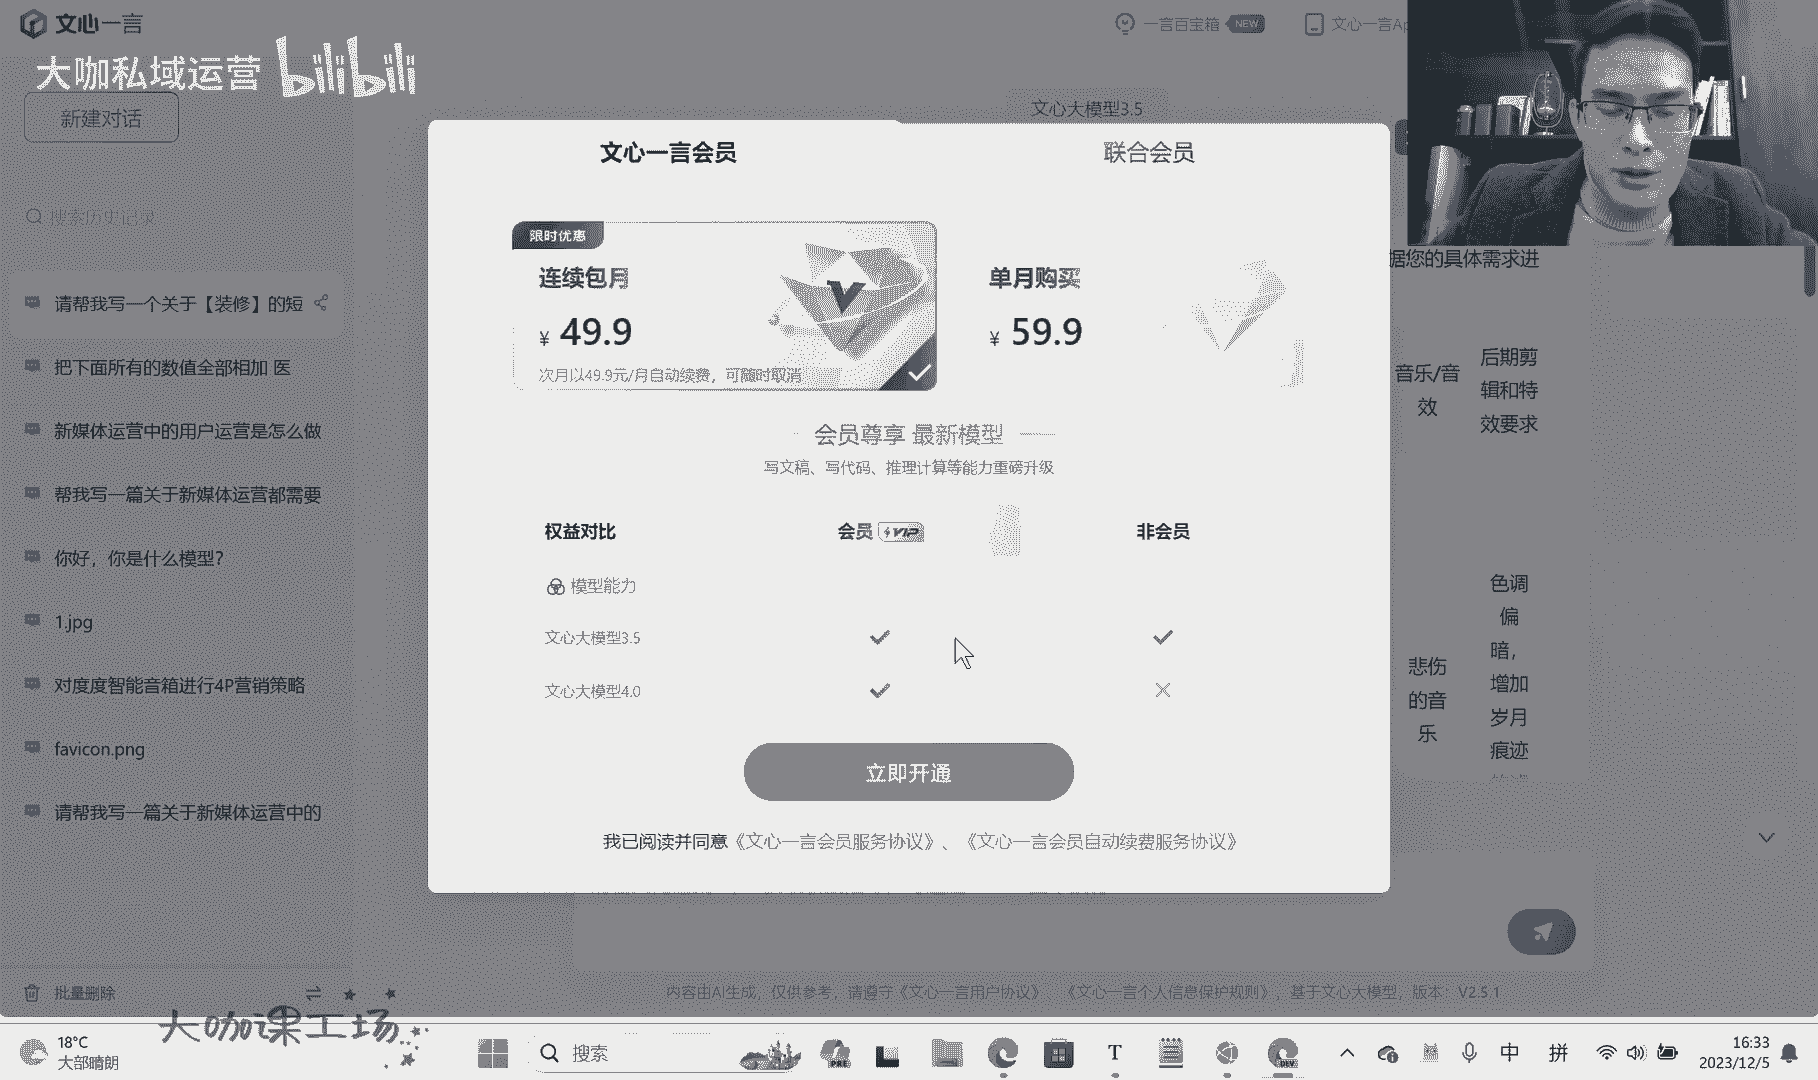 文心一言
一言百宝箱 NEW
文心一言Ap
大咖私域运营 bilibili
新建对话
文心大模型3.5
文心一言会员
联合会员
搜索历史记录
限时优惠
连续包月
¥ 49.9
次月以49.9元/月自动续费，可随时取消
单月购买
¥ 59.9
据您的具体需求进
请帮我写一个关于【装修】的短
把下面所有的数值全部相加 医
新媒体运营中的用户运营是怎么做
帮我写一篇关于新媒体运营都需要
你好，你是什么模型？
1.jpg
对度度智能音箱进行4P营销策略
favicon.png
请帮我写一篇关于新媒体运营中的
音乐/音
效
后期剪
辑和特
效要求
会员尊享 最新模型
写文稿、写代码、推理计算等能力重磅升级
权益对比
会员 VIP
非会员
模型能力
文心大模型3.5
文心大模型4.0
悲伤
的音
乐
色调
偏
暗，
增加
岁月
痕迹
立即开通
我已阅读并同意《文心一言会员服务协议》、《文心一言会员自动续费服务协议》
批量删除
内容由AI生成，仅供参考，请遵守《文心一言用户协议》 《文心一言个人信息保护规则》，基于文心大模型，版本：V2.5.1
大咖课工场
18°C
大部晴朗
搜索
PRE
T
DEV
中
拼
16:33
2023/12/5